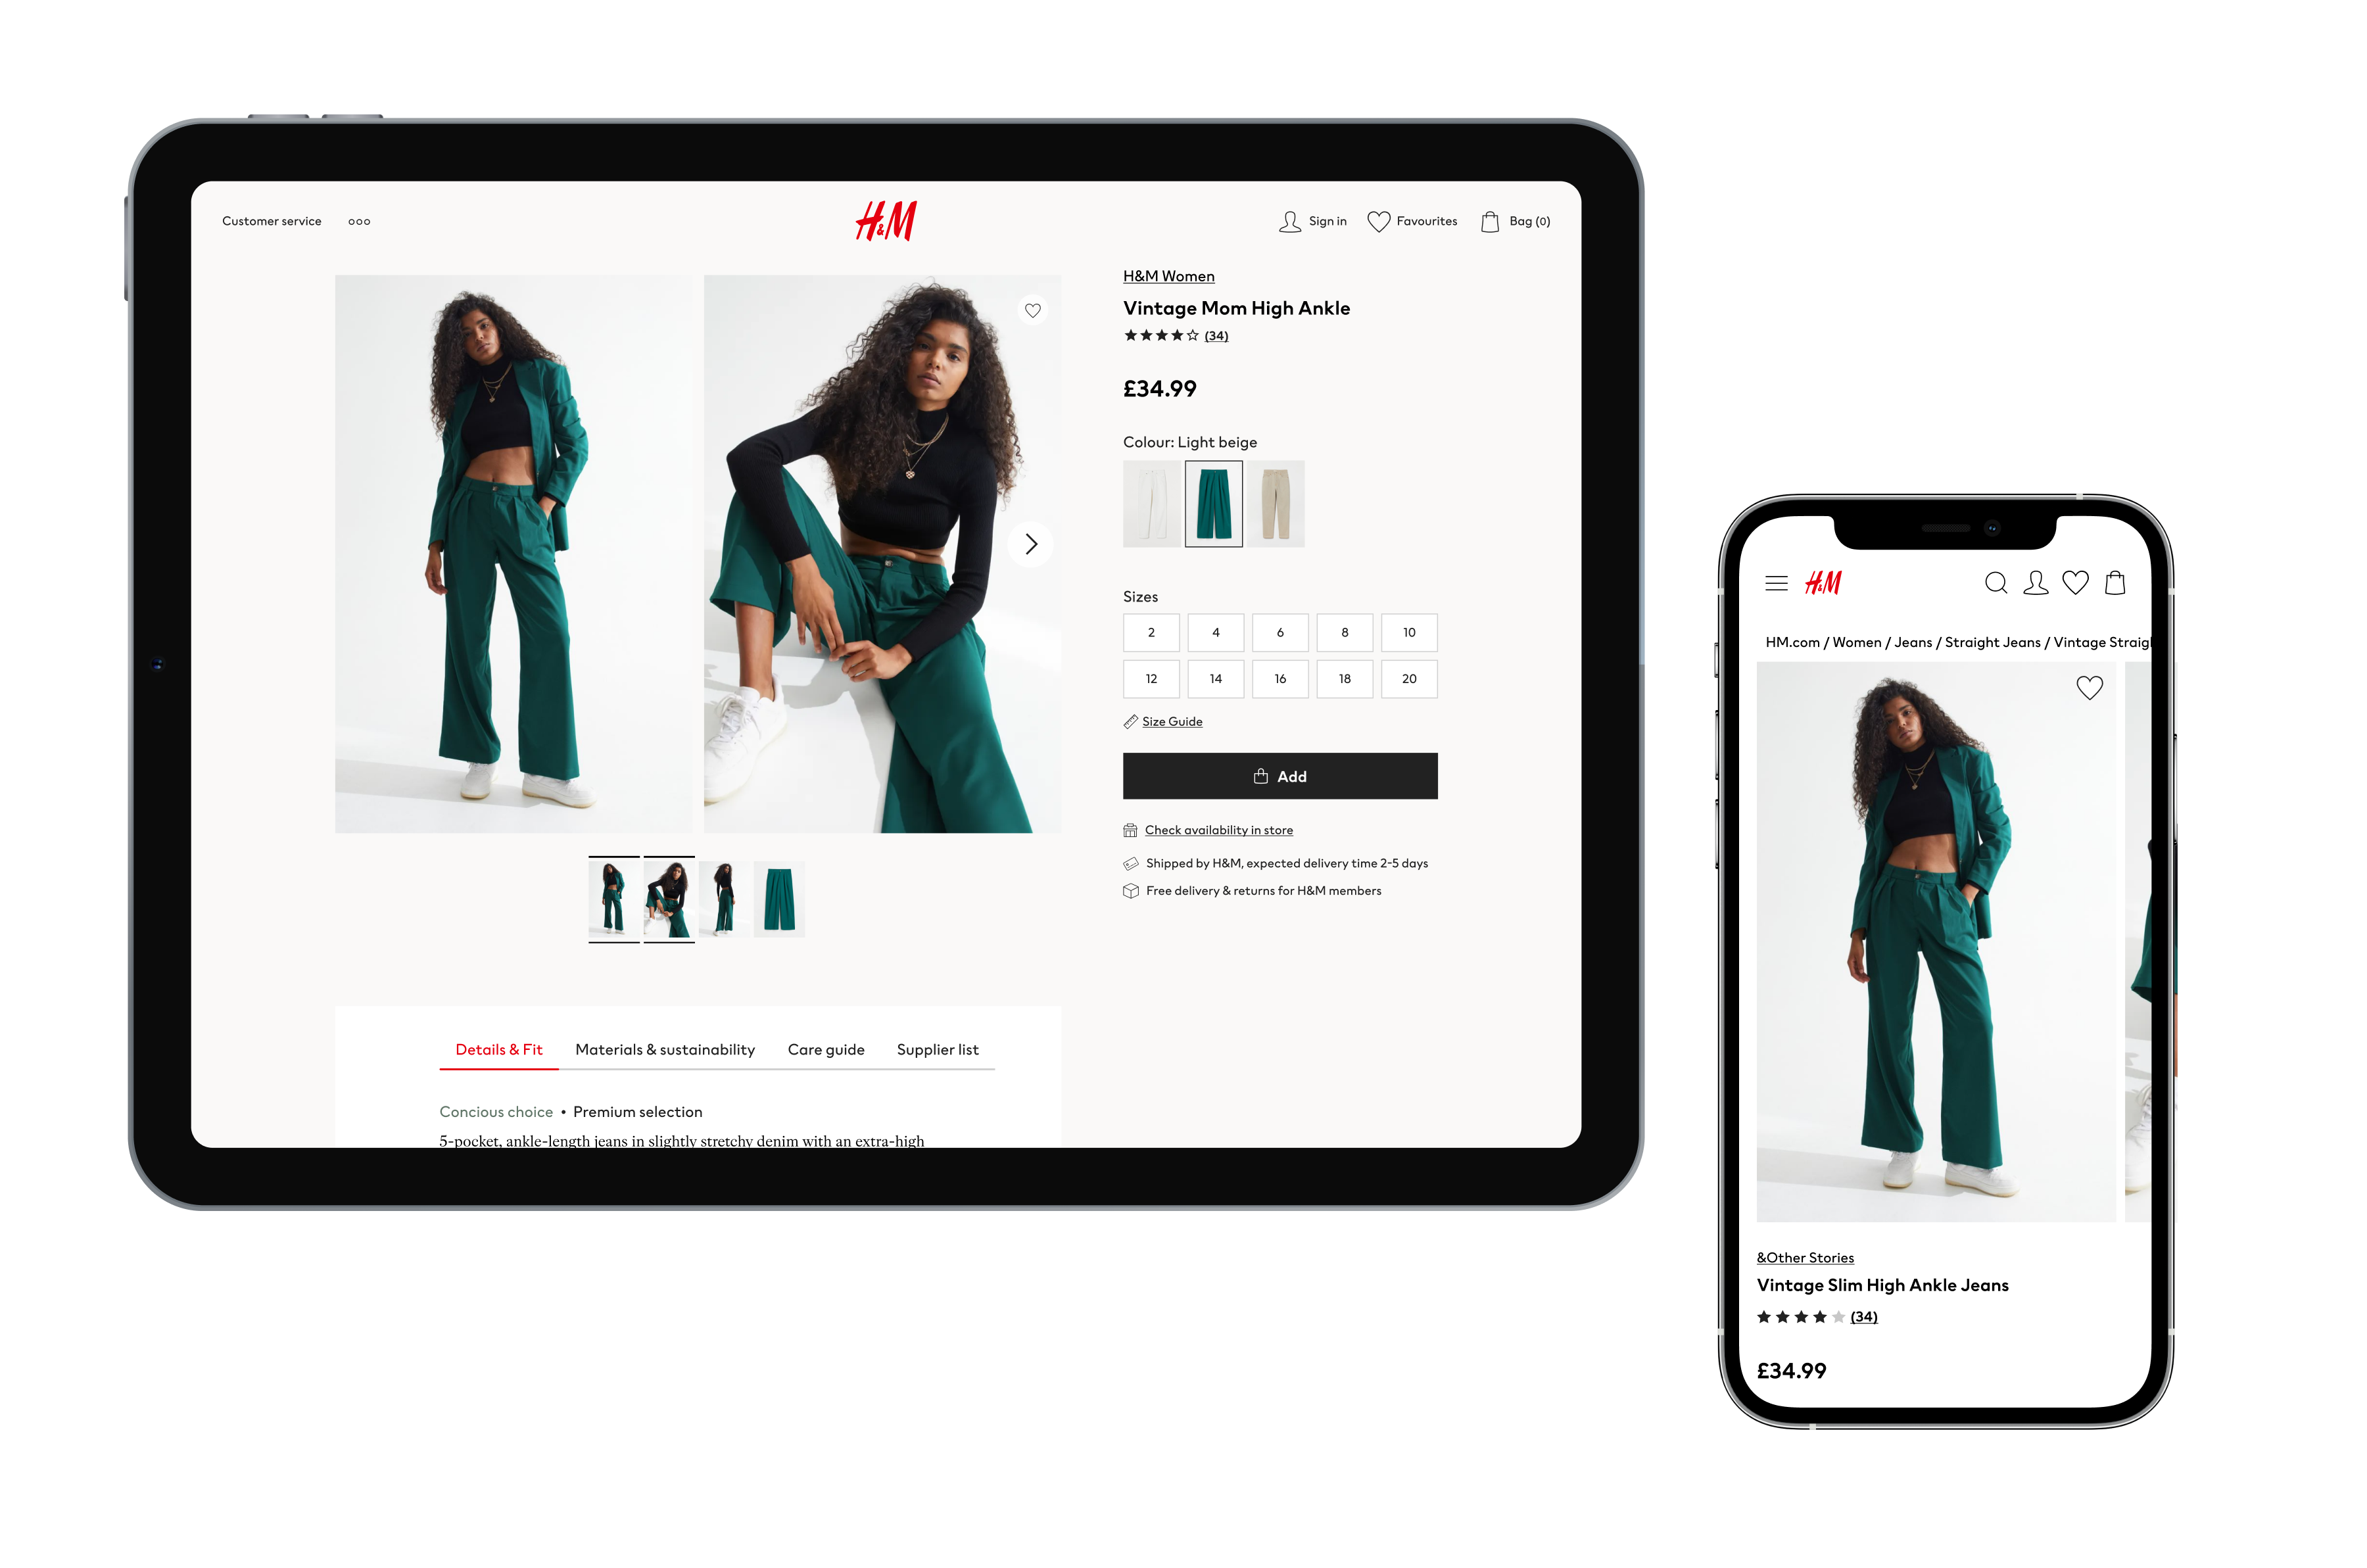 Customer service
H&M
Sign in
Favourites
Bag (0)
H&M Women
Vintage Mom High Ankle
(34)
£34.99
Colour: Light beige
Sizes
2 4 6 8 10
12 14 16 18 20
Size Guide
Add
Check availability in store
Shipped by H&M, expected delivery time 2-5 days
Free delivery & returns for H&M members
Details & Fit Materials & sustainability Care guide Supplier list
Concious choice • Premium selection
5-pocket, ankle-length jeans in slightly stretchy denim with an extra-high
H&M
HM.com / Women / Jeans / Straight Jeans / Vintage Straigh
&Other Stories
Vintage Slim High Ankle Jeans
(34)
£34.99